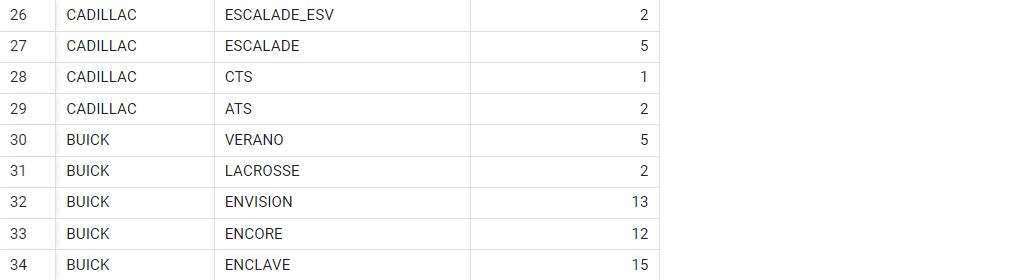 26 CADILLAC ESCALADE_ESV 2
27 CADILLAC ESCALADE 5
28 CADILLAC CTS 1
29 CADILLAC ATS 2
30 BUICK VERANO 5
31 BUICK LACROSSE 2
32 BUICK ENVISION 13
33 BUICK ENCORE 12
34 BUICK ENCLAVE 15